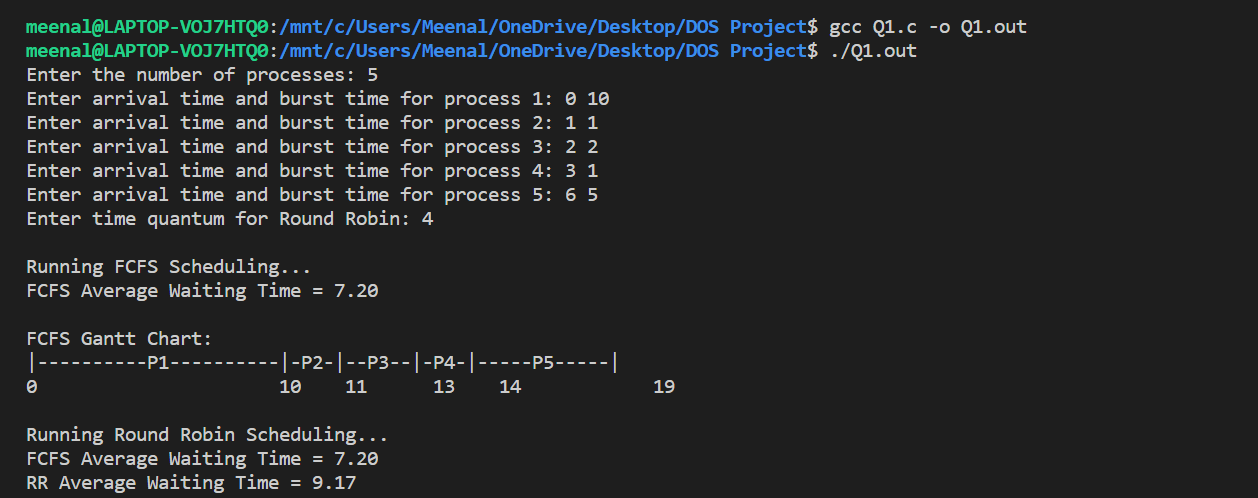 meenal@LAPTOP-VOJ7HTQ0:/mnt/c/Users/Meenal/OneDrive/Desktop/DOS Project$ gcc Q1.c -o Q1.out
meenal@LAPTOP-VOJ7HTQ0:/mnt/c/Users/Meenal/OneDrive/Desktop/DOS Project$ ./Q1.out
Enter the number of processes: 5
Enter arrival time and burst time for process 1: 0 10
Enter arrival time and burst time for process 2: 1 1
Enter arrival time and burst time for process 3: 2 2
Enter arrival time and burst time for process 4: 3 1
Enter arrival time and burst time for process 5: 6 5
Enter time quantum for Round Robin: 4

Running FCFS Scheduling...
FCFS Average Waiting Time = 7.20

FCFS Gantt Chart:
|----------P1----------|-P2-|--P3--|-P4-|-----P5-----|
0                      10    11      13    14            19

Running Round Robin Scheduling...
FCFS Average Waiting Time = 7.20
RR Average Waiting Time = 9.17